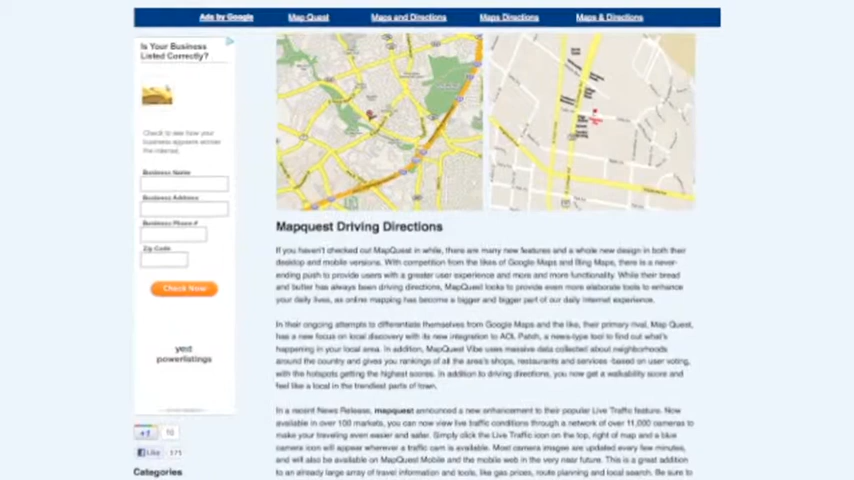 Ads by Google Map Quest Maps and Directions Maps Directions Maps & Directions
Is Your Business
Listed Correctly?
Check to see how your
business appears across
the internet.
Business Name
Business Address
Business Phone #
Zip Code
Check Now
yext
powerlistings
+1 10
Like 171
Categories
Mapquest Driving Directions
If you haven't checked out MapQuest in while, there are many new features and a whole new design in both their
desktop and mobile versions. With competition from the likes of Google Maps and Bing Maps, there is a never-
ending push to provide users with a greater user experience and more and more functionality. While their bread
and butter has always been driving directions, MapQuest looks to provide even more elaborate tools to enhance
your daily lives, as online mapping has become a bigger and bigger part of our daily internet experience.
In their ongoing attempts to differentiate themselves from Google Maps and the like, their primary rival, Map Quest,
has a new focus on local discovery with its new integration to AOL Patch, a news-type tool to find out what's
happening in your local area. In addition, MapQuest Vibe uses massive data collected about neighborhoods
around the country and gives you rankings of all the area's shops, restaurants and services -based on user voting,
with the hotspots getting the highest scores. In addition to driving directions, you now get a walkability score and
feel like a local in the trendiest parts of town.
In a recent News Release, mapquest announced a new enhancement to their popular Live Traffic feature. Now
available in over 100 markets, you can now view live traffic conditions through a network of over 11,000 cameras to
make your traveling even easier and safer. Simply click the Live Traffic icon on the top, right of map and a blue
camera icon will appear wherever a traffic cam is available. Most camera images are updated every few minutes,
and will also be available on MapQuest Mobile and the mobile web in the very near future. This is a great addition
to an already large array of travel information and tools, like gas prices, route planning and local search. Be sure to